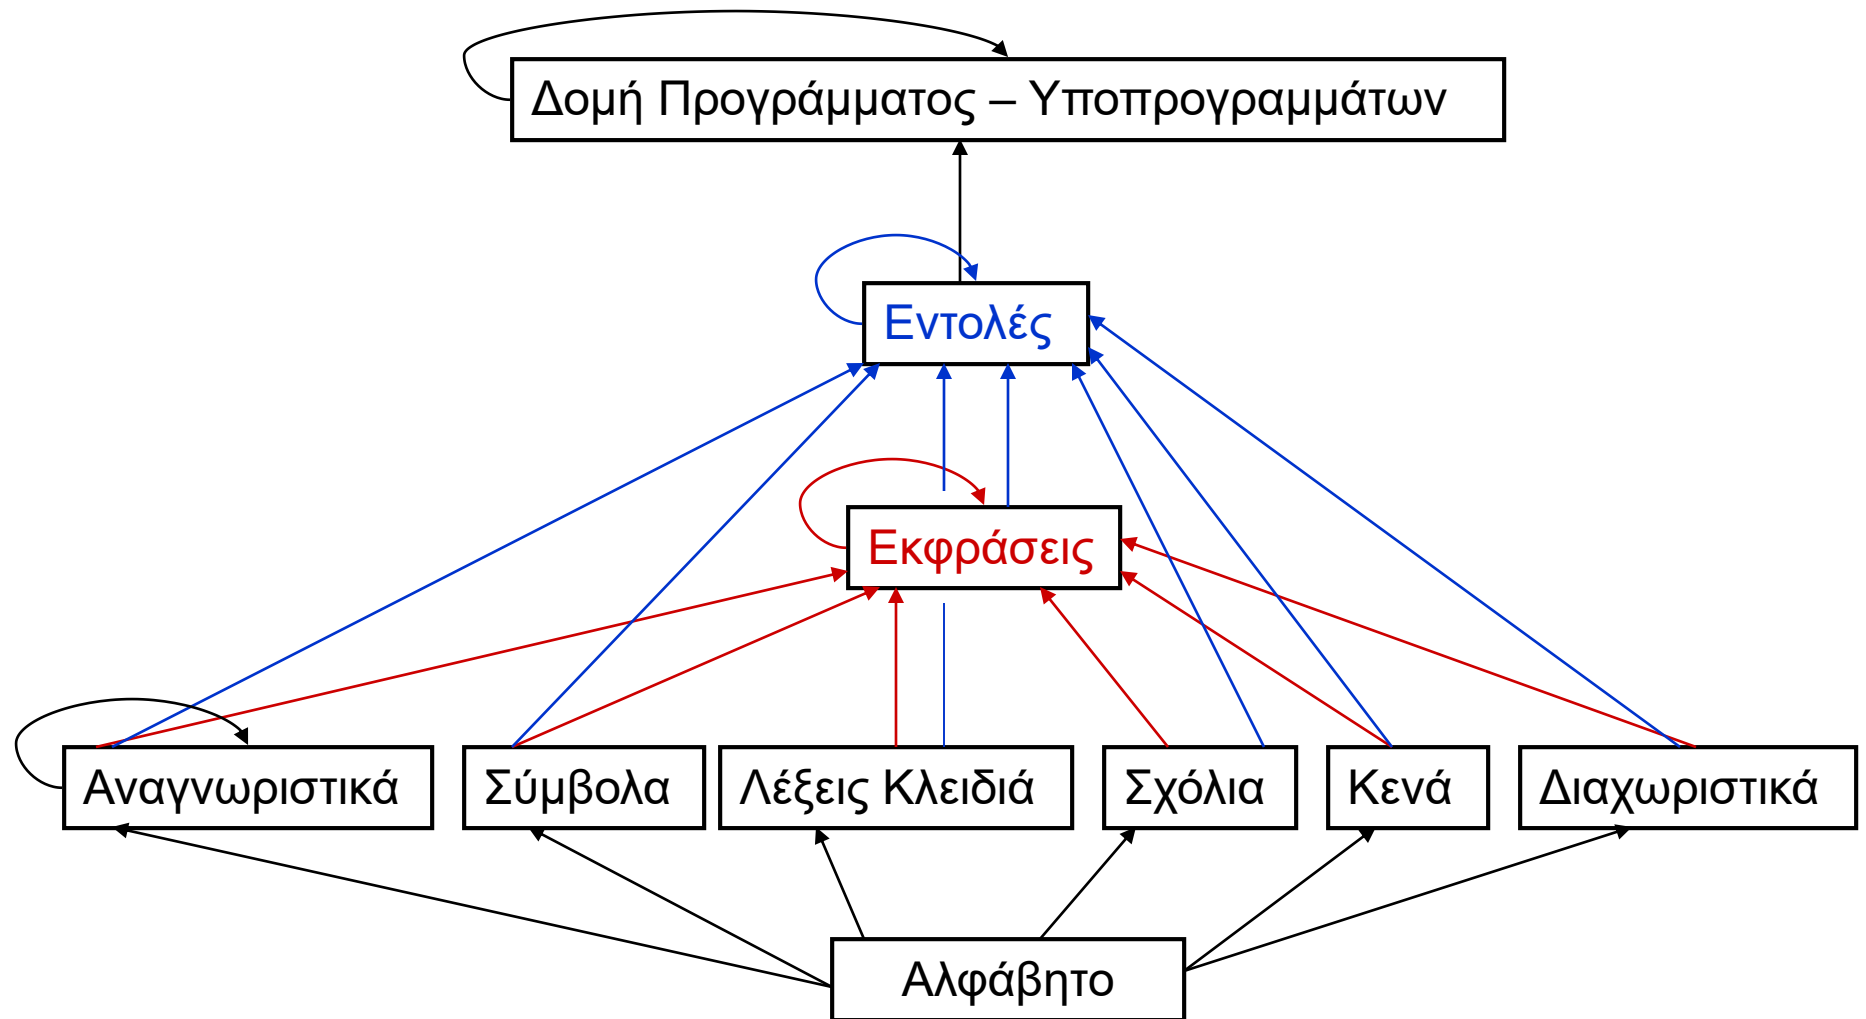 Δομή Προγράμματος – Υποπρογραμμάτων
Εντολές
Εκφράσεις
Αναγνωριστικά
Σύμβολα
Λέξεις Κλειδιά
Σχόλια
Κενά
Διαχωριστικά
Αλφάβητο